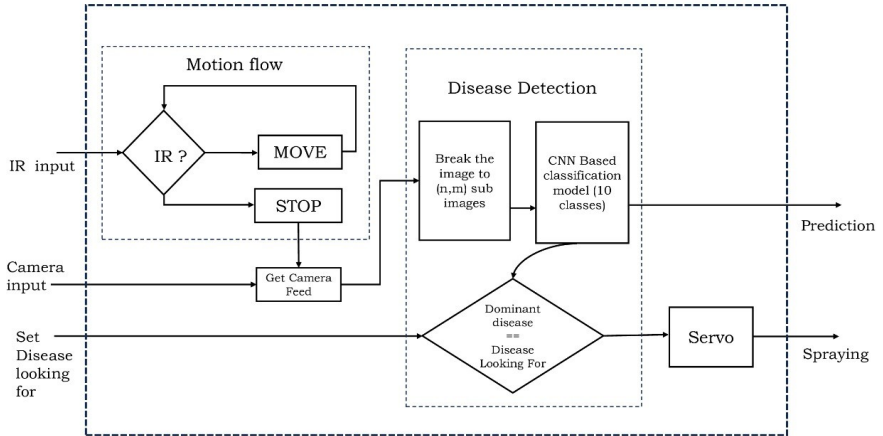 Motion flow
IR input
IR ?
MOVE
STOP
Camera
input
Get Camera
Feed
Set
Disease
looking
for
Disease Detection
Break the
image to
(n,m) sub
images
CNN Based
classification
model (10
classes)
Dominant
disease
==
Disease
Looking For
Servo
Prediction
Spraying